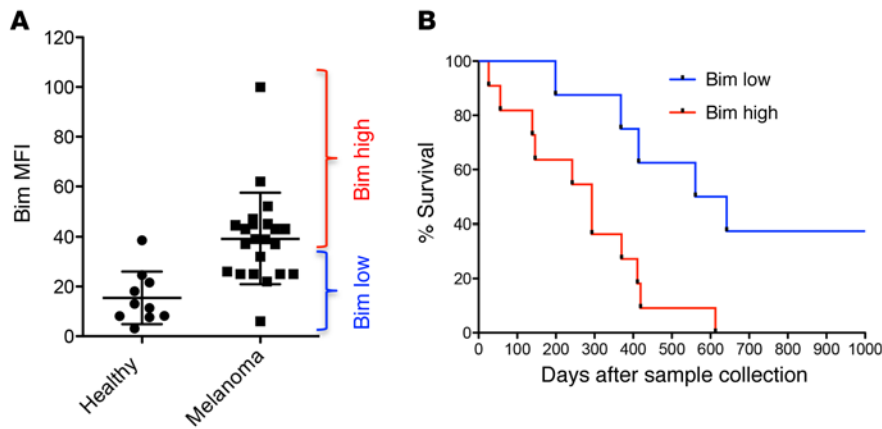 A
120
100
80
60
40
20
0
Bim MFI
Healthy
Melanoma
Bim high
Bim low
B
100
80
60
40
20
0
% Survival
Bim low
Bim high
0 100 200 300 400 500 600 700 800 900 1000
Days after sample collection